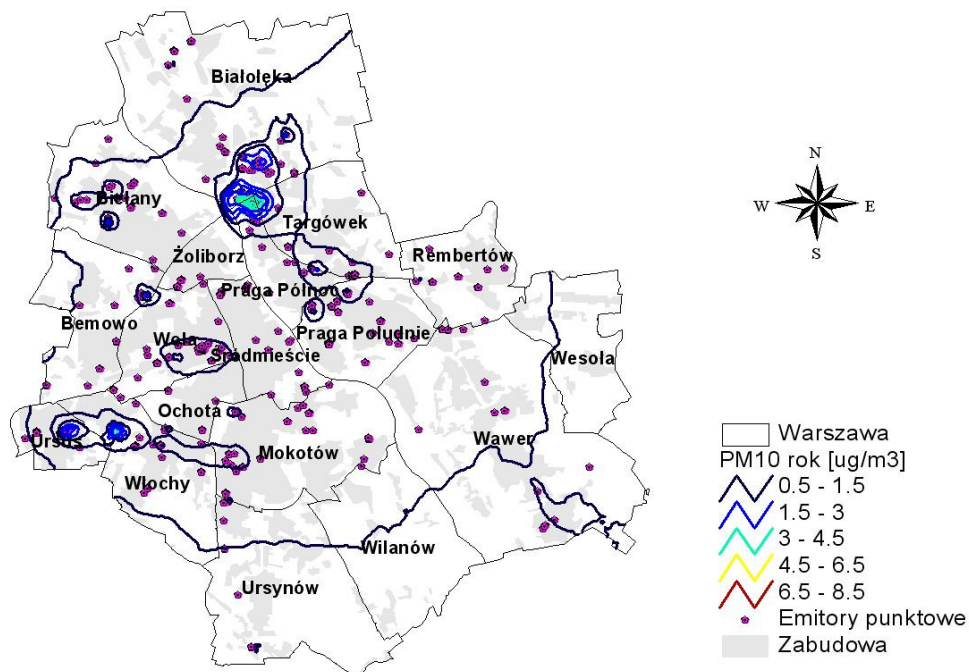 Białołęka
Bielany
Targówek
Żoliborz
Rembertów
Praga Północ
Bemowo
Praga Południe
Wola
Śródmieście
Wesoła
Ochota
Ursus
Mokotów
Wawer
Włochy
Wilanów
Ursynów
N
W E
S
Warszawa
PM10 rok [ug/m3]
0.5 - 1.5
1.5 - 3
3 - 4.5
4.5 - 6.5
6.5 - 8.5
Emitory punktowe
Zabudowa